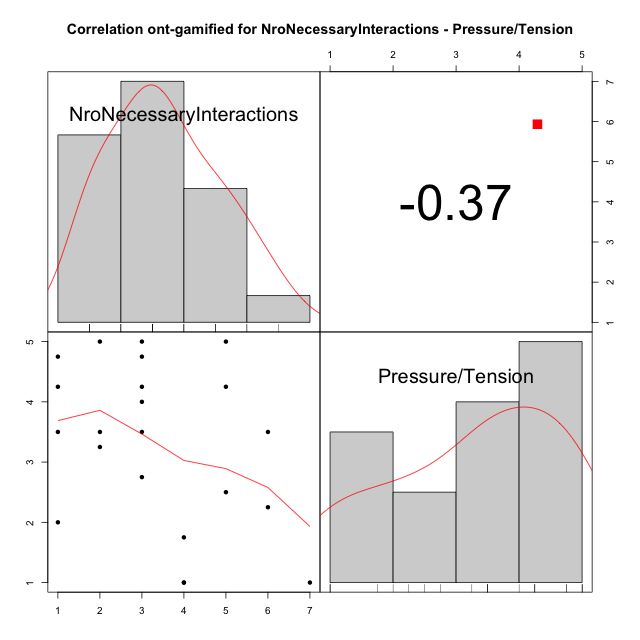 Correlation ont-gamified for NroNecessaryInteractions - Pressure/Tension
1 2 3 4 5
NroNecessaryInteractions
-0.37
7
6
5
4
3
2
1
5
4
3
2
1
Pressure/Tension
1 2 3 4 5 6 7